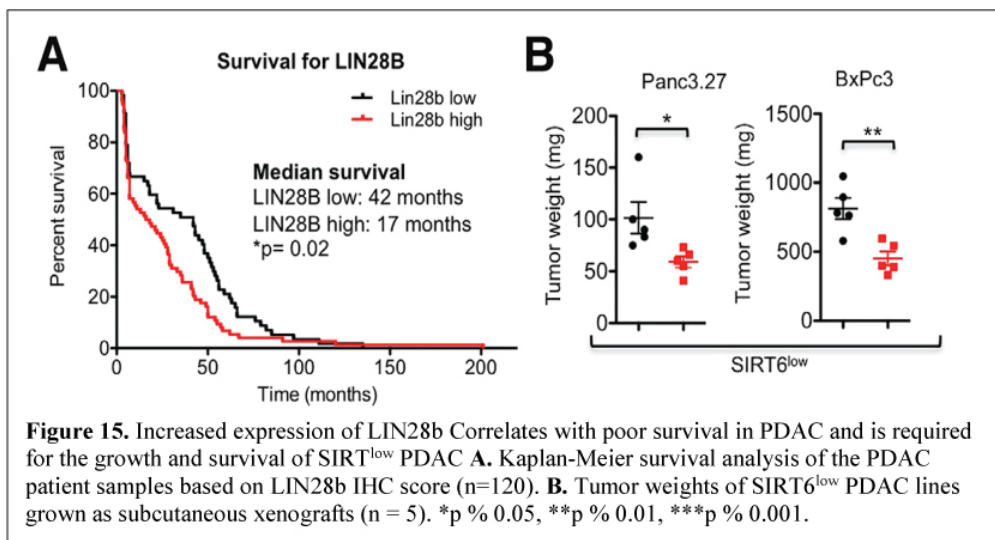 A
Survival for LIN28B
Lin28b low
Lin28b high
Median survival
LIN28B low: 42 months
LIN28B high: 17 months
*p= 0.02
Percent survival
100
80
60
40
20
0
0 50 100 150 200
Time (months)
B
Panc3.27
*
Tumor weight (mg)
200
150
100
50
0
BxPc3
**
Tumor weight (mg)
1500
1000
500
0
SIRT6low
Figure 15. Increased expression of LIN28b Correlates with poor survival in PDAC and is required
for the growth and survival of SIRTlow PDAC A. Kaplan-Meier survival analysis of the PDAC
patient samples based on LIN28b IHC score (n=120). B. Tumor weights of SIRT6low PDAC lines
grown as subcutaneous xenografts (n = 5). *p % 0.05, **p % 0.01, ***p % 0.001.